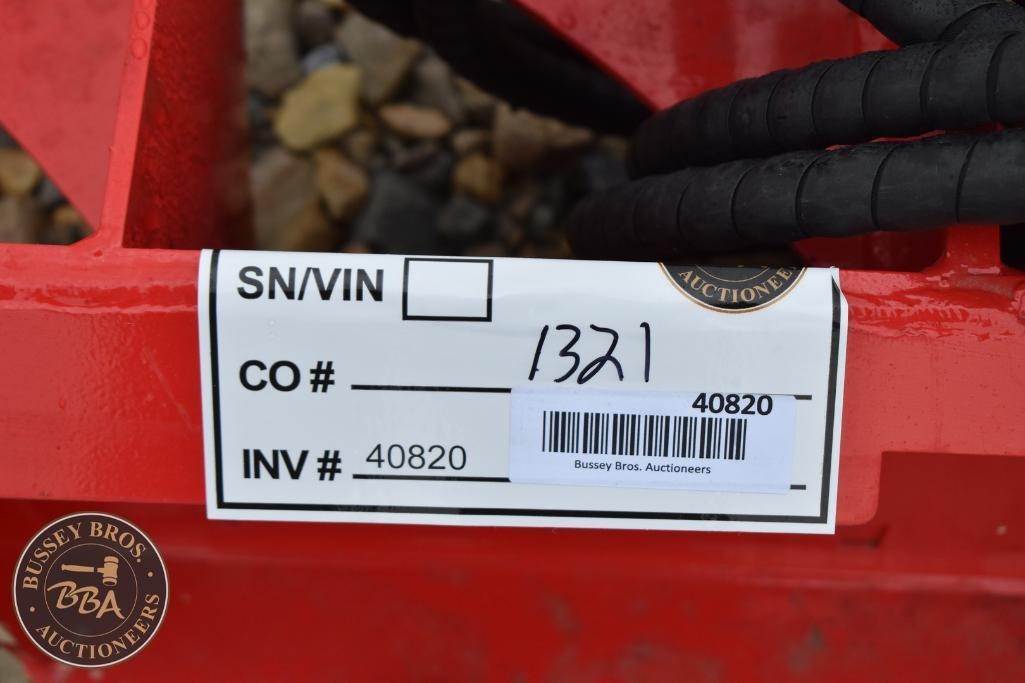 SN/VIN
AUCTIONEERS
CO # 1321
40820
INV # 40820
Bussey Bros. Auctioneers
BUSSEY BROS.
BBA
AUCTIONEERS